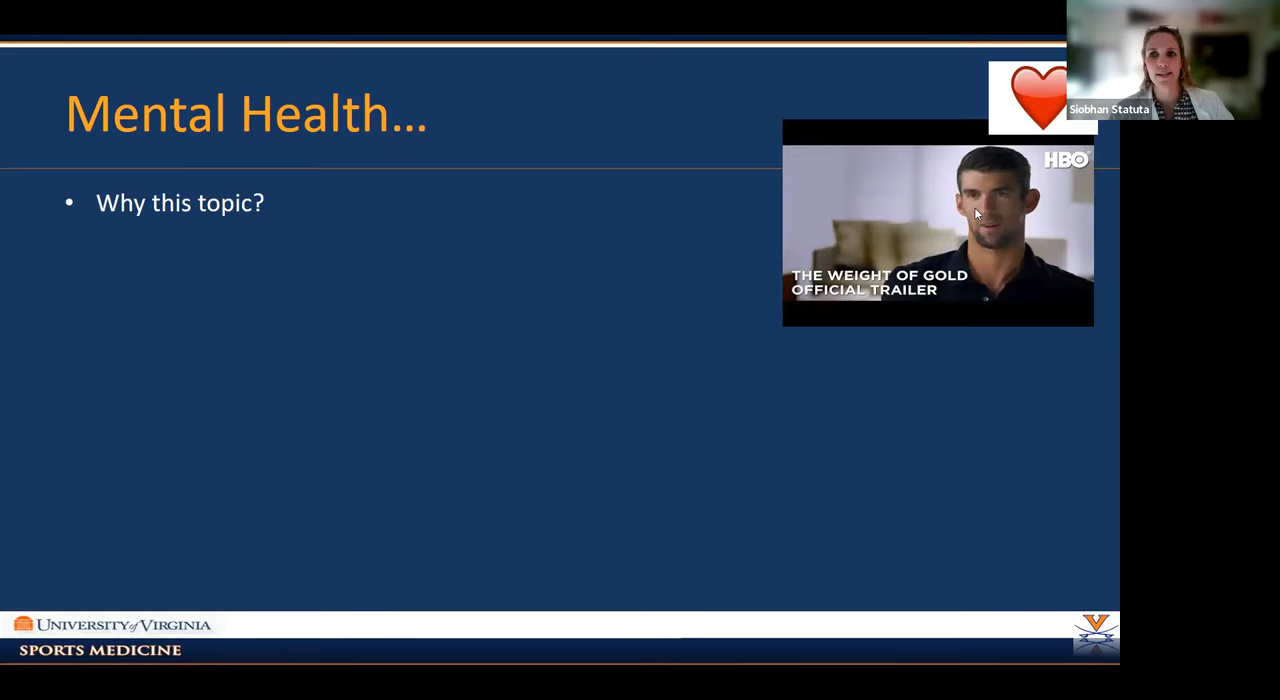 Mental Health...
Siobhan Statuta
• Why this topic?
HBO
THE WEIGHT OF GOLD
OFFICIAL TRAILER
UNIVERSITY of VIRGINIA
SPORTS MEDICINE